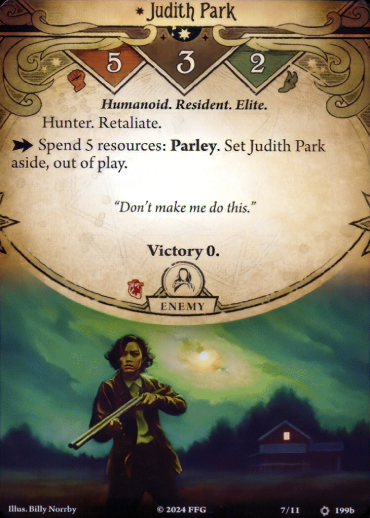 Judith Park
5
3
2
Humanoid. Resident. Elite.
Hunter. Retaliate.
Spend 5 resources: Parley. Set Judith Park
aside, out of play.
“Don’t make me do this.”
Victory 0.
ENEMY
Illus. Billy Norrby
© 2024 FFG
7/11
199b